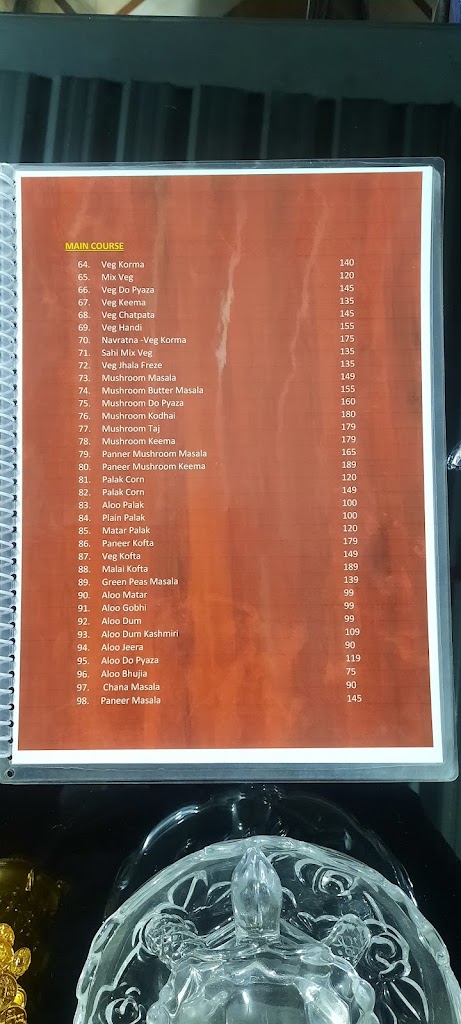 MAIN COURSE
64. Veg Korma 140
65. Mix Veg 120
66. Veg Do Pyaza 145
67. Veg Keema 135
68. Veg Chatpata 145
69. Veg Handi 155
70. Navratna -Veg Korma 175
71. Sahi Mix Veg 135
72. Veg Jhala Freze 135
73. Mushroom Masala 149
74. Mushroom Butter Masala 155
75. Mushroom Do Pyaza 160
76. Mushroom Kodhai 180
77. Mushroom Taj 179
78. Mushroom Keema 179
79. Panner Mushroom Masala 165
80. Paneer Mushroom Keema 189
81. Palak Corn 120
82. Palak Corn 149
83. Aloo Palak 100
84. Plain Palak 100
85. Matar Palak 120
86. Paneer Kofta 179
87. Veg Kofta 149
88. Malai Kofta 189
89. Green Peas Masala 139
90. Aloo Matar 99
91. Aloo Gobhi 99
92. Aloo Dum 99
93. Aloo Dum Kashmiri 109
94. Aloo Jeera 90
95. Aloo Do Pyaza 119
96. Aloo Bhujia 75
97. Chana Masala 90
98. Paneer Masala 145